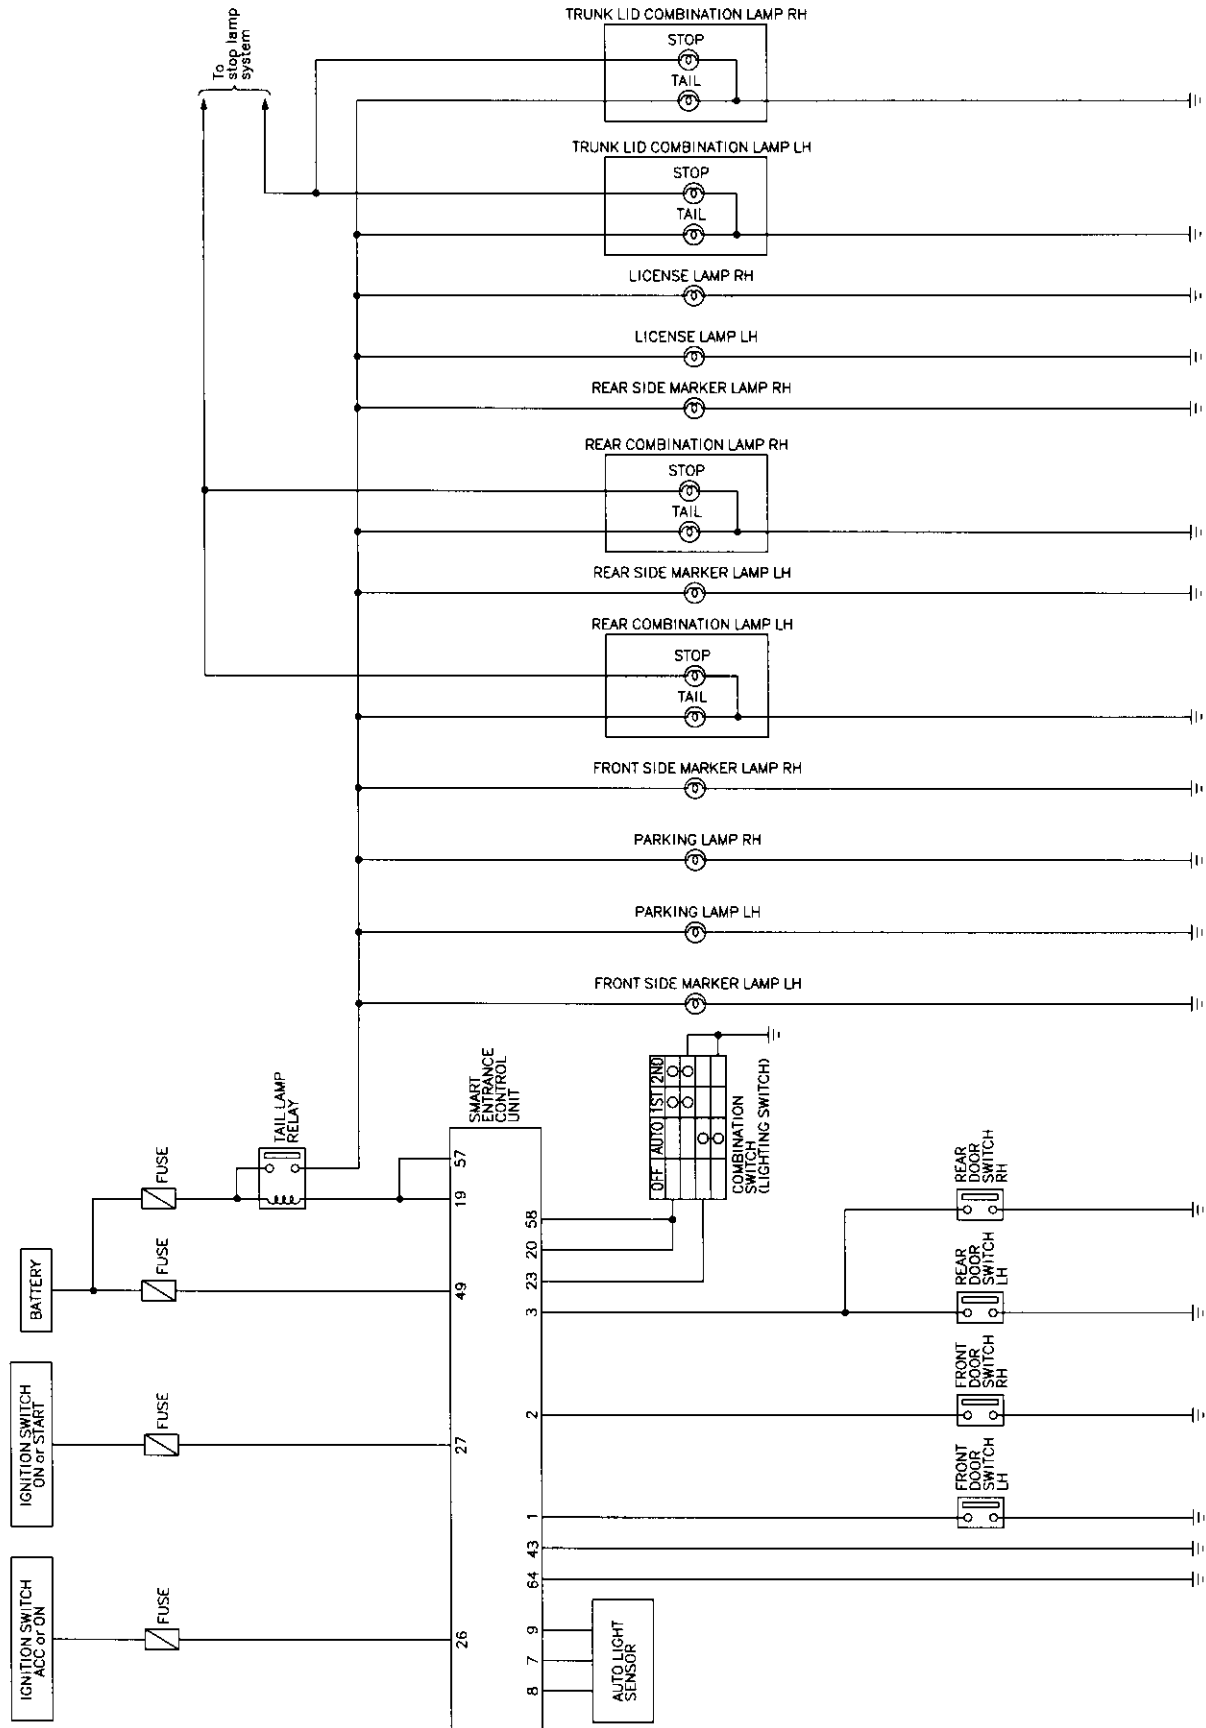 To
stop lamp
system
TRUNK LID COMBINATION LAMP RH
STOP
TAIL
TRUNK LID COMBINATION LAMP LH
STOP
TAIL
LICENSE LAMP RH
LICENSE LAMP LH
REAR SIDE MARKER LAMP RH
REAR COMBINATION LAMP RH
STOP
TAIL
REAR SIDE MARKER LAMP LH
REAR COMBINATION LAMP LH
STOP
TAIL
FRONT SIDE MARKER LAMP RH
PARKING LAMP RH
PARKING LAMP LH
FRONT SIDE MARKER LAMP LH
TAIL LAMP
RELAY
SMART
ENTRANCE
CONTROL
UNIT
OFF AUTO 1ST 2ND
COMBINATION
SWITCH
(LIGHTING SWITCH)
BATTERY
FUSE
FUSE
57
19
49
58
20
23
3
REAR
DOOR
SWITCH
RH
REAR
DOOR
SWITCH
LH
IGNITION SWITCH
ON or START
FUSE
27
2
FRONT
DOOR
SWITCH
RH
1
FRONT
DOOR
SWITCH
LH
43
64
IGNITION SWITCH
ACC or ON
FUSE
26
9
7
8
AUTO LIGHT
SENSOR